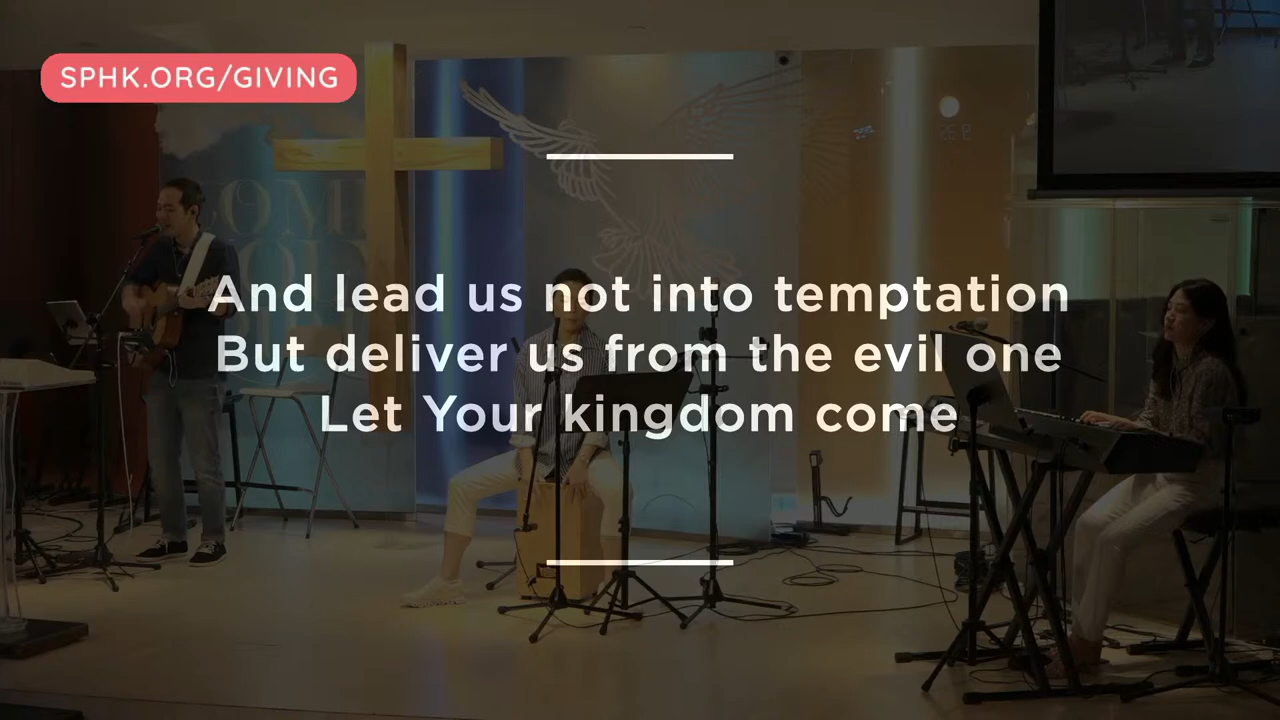 SPHK.ORG/GIVING
And lead us not into temptation
But deliver us from the evil one
Let Your kingdom come